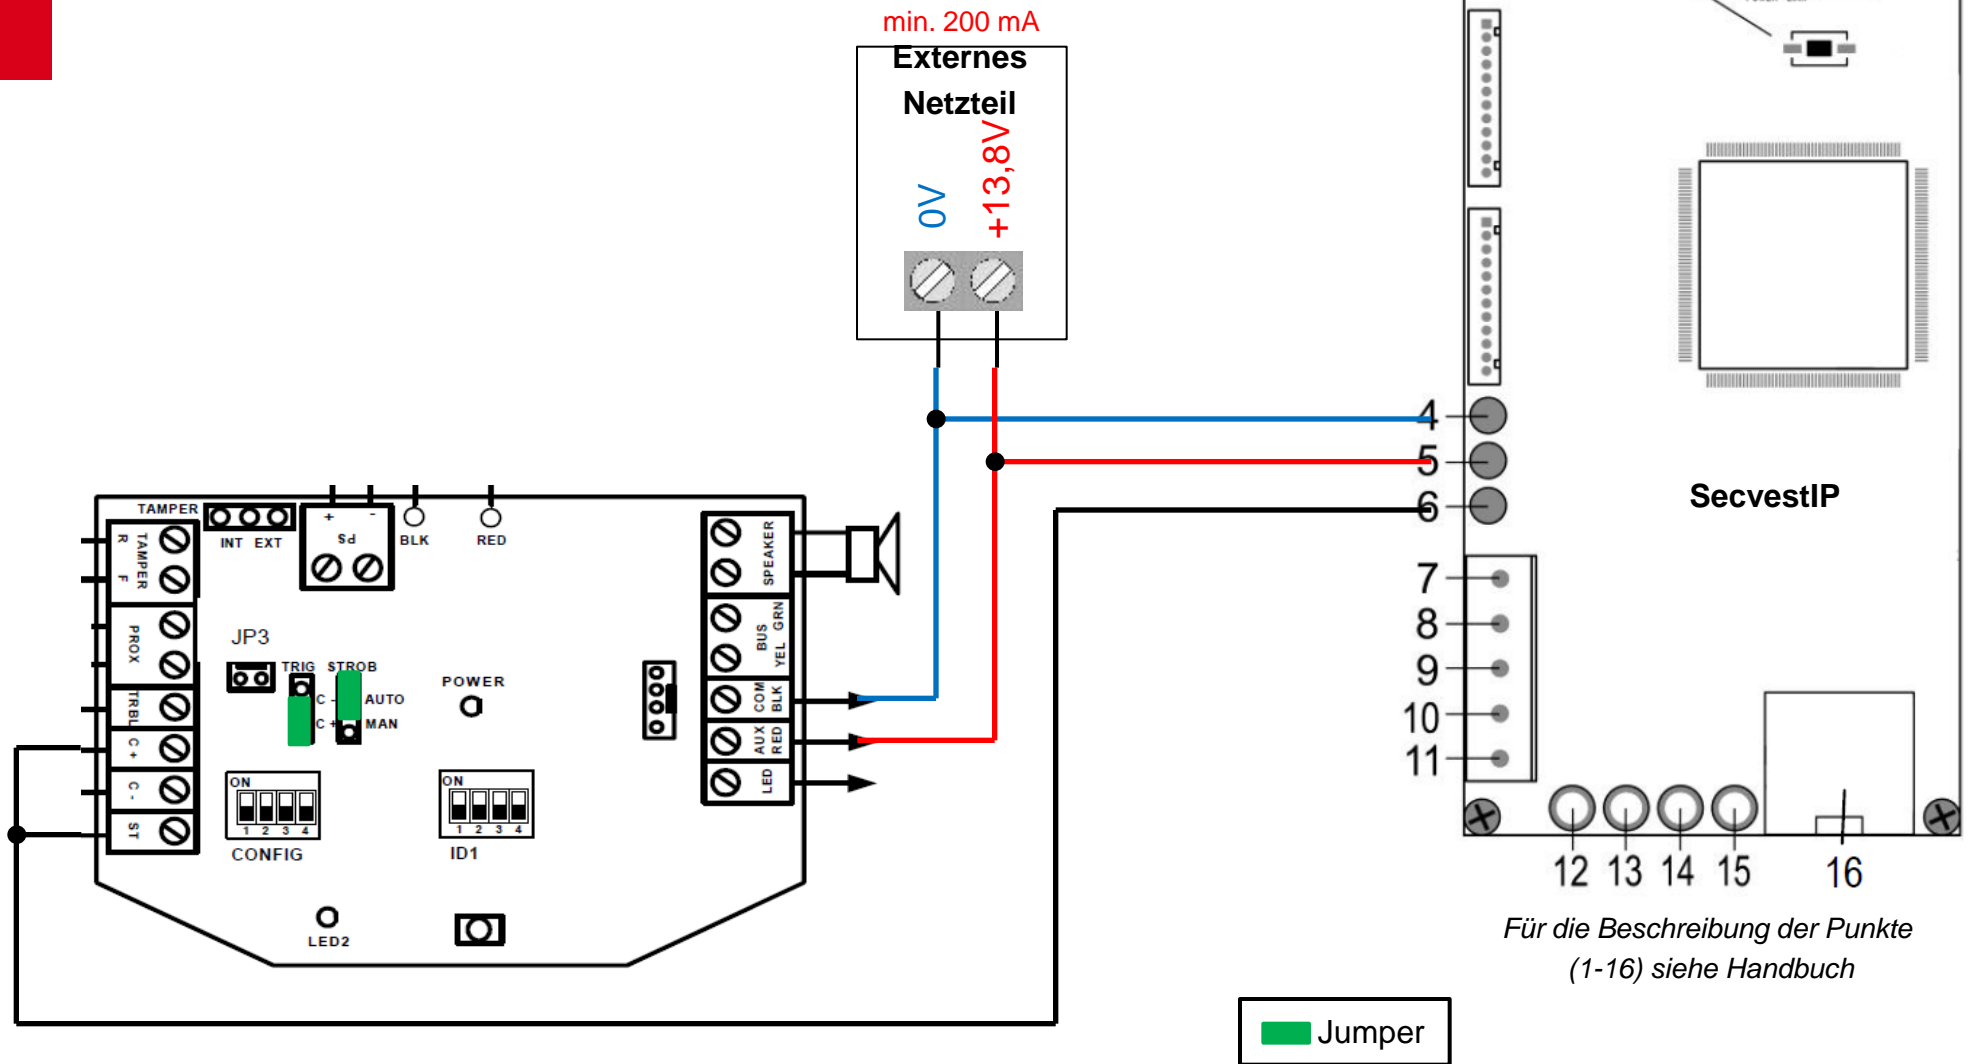 min. 200 mA
Externes
Netzteil
0V
+13,8V
4
5
6
SecvestIP
7
8
9
10
11
12 13 14 15 16
Für die Beschreibung der Punkte
(1-16) siehe Handbuch
Jumper
TAMPER
INT EXT
+ -
PS
BLK
RED
R
F
TAMPER
PROX
TRBL
C +
C -
ST
JP3
TRIG STROB
C - AUTO
C + MAN
POWER
ON
1 2 3 4
CONFIG
ON
1 2 3 4
ID1
LED2
SPEAKER
BUS
YEL GRN
COM
BLK
AUX
RED
LED